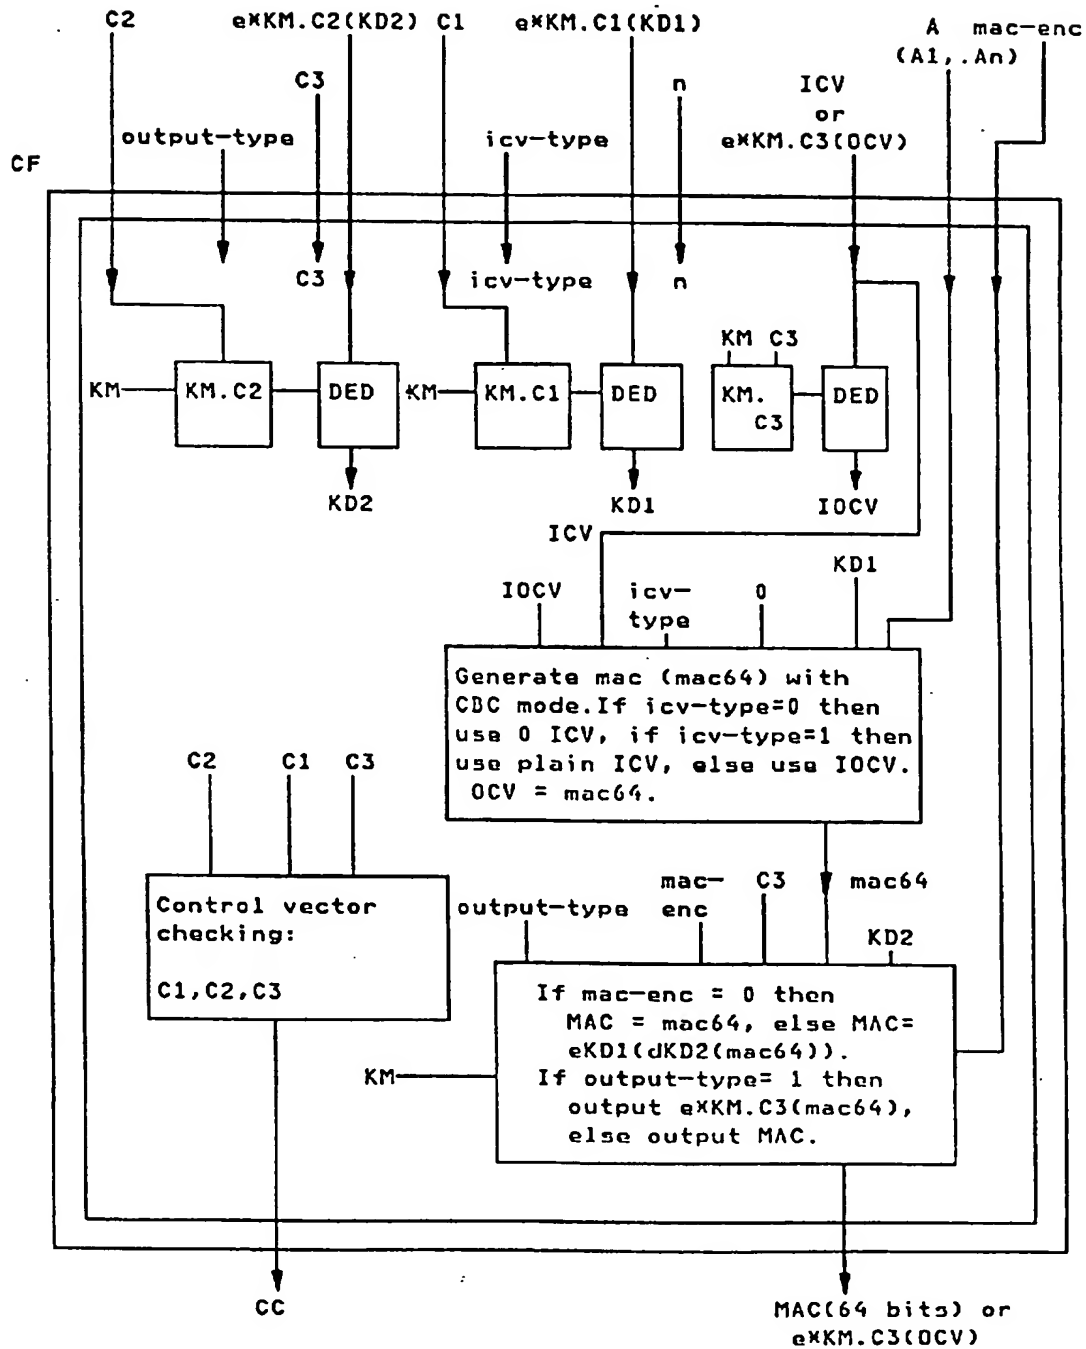 C2 e*KM.C2(KD2) C1 e*KM.C1(KD1) A mac-enc
(A1,.An)
C3 n ICV
or
output-type icv-type e*KM.C3(OCV)
CF
C3 icv-type n
KM C3
KM KM.C2 DED KM KM.C1 DED KM. DED
C3
KD2 KD1 IOCV
ICV
KD1
IOCV icv- 0
type
Generate mac (mac64) with
CBC mode.If icv-type=0 then
use 0 ICV, if icv-type=1 then
use plain ICV, else use IOCV.
OCV = mac64.
C2 C1 C3
Control vector
checking:
C1,C2,C3
mac- C3 mac64
output-type enc
KD2
If mac-enc = 0 then
MAC = mac64, else MAC=
eKD1(dKD2(mac64)).
KM
If output-type= 1 then
output e*KM.C3(mac64),
else output MAC.
CC
MAC(64 bits) or
e*KM.C3(OCV)